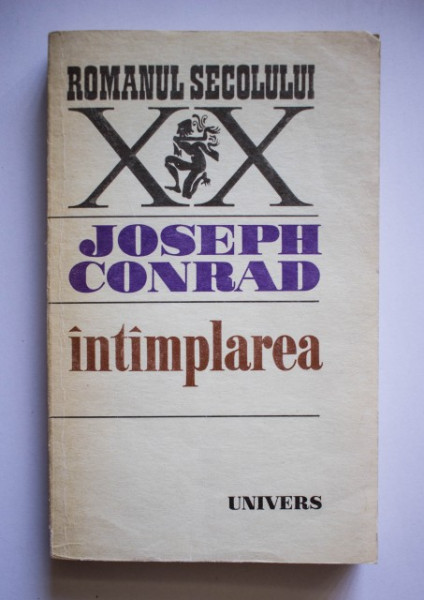 ROMANUL SECOLULUI
XX
JOSEPH
CONRAD
întîmplarea
UNIVERS